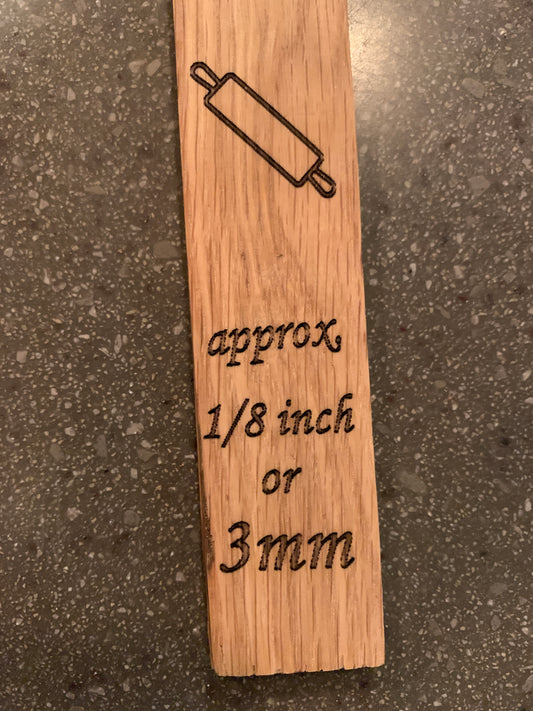 approx.
1/8 inch
or
3mm